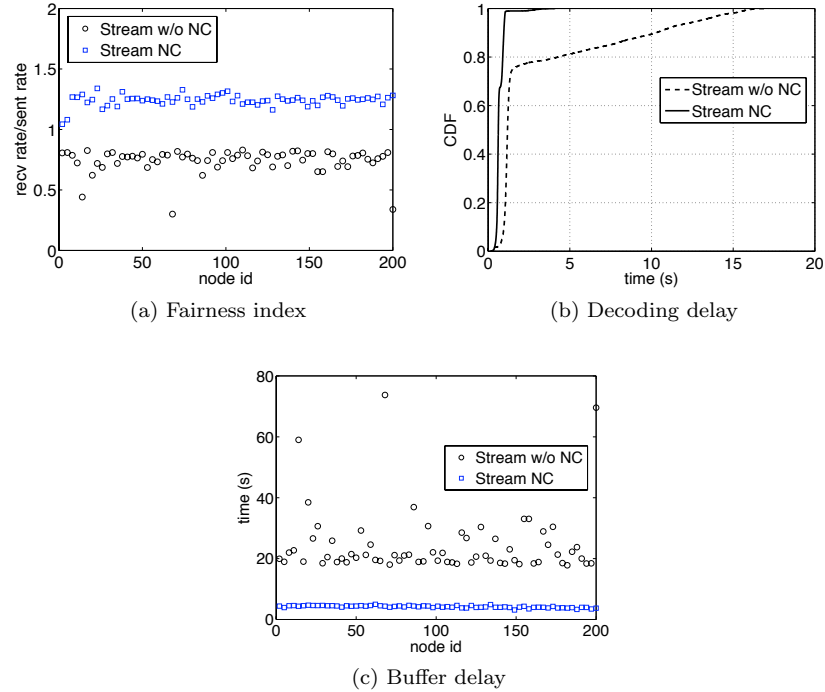 2
1.5
1
0.5
0
recv rate/sent rate
Stream w/o NC
Stream NC
0
50
100
150
200
node id
(a) Fairness index
1
0.8
0.6
0.4
0.2
0
CDF
Stream w/o NC
Stream NC
0
5
10
15
20
time (s)
(b) Decoding delay
80
60
40
20
0
time (s)
Stream w/o NC
Stream NC
0
50
100
150
200
node id
(c) Buffer delay